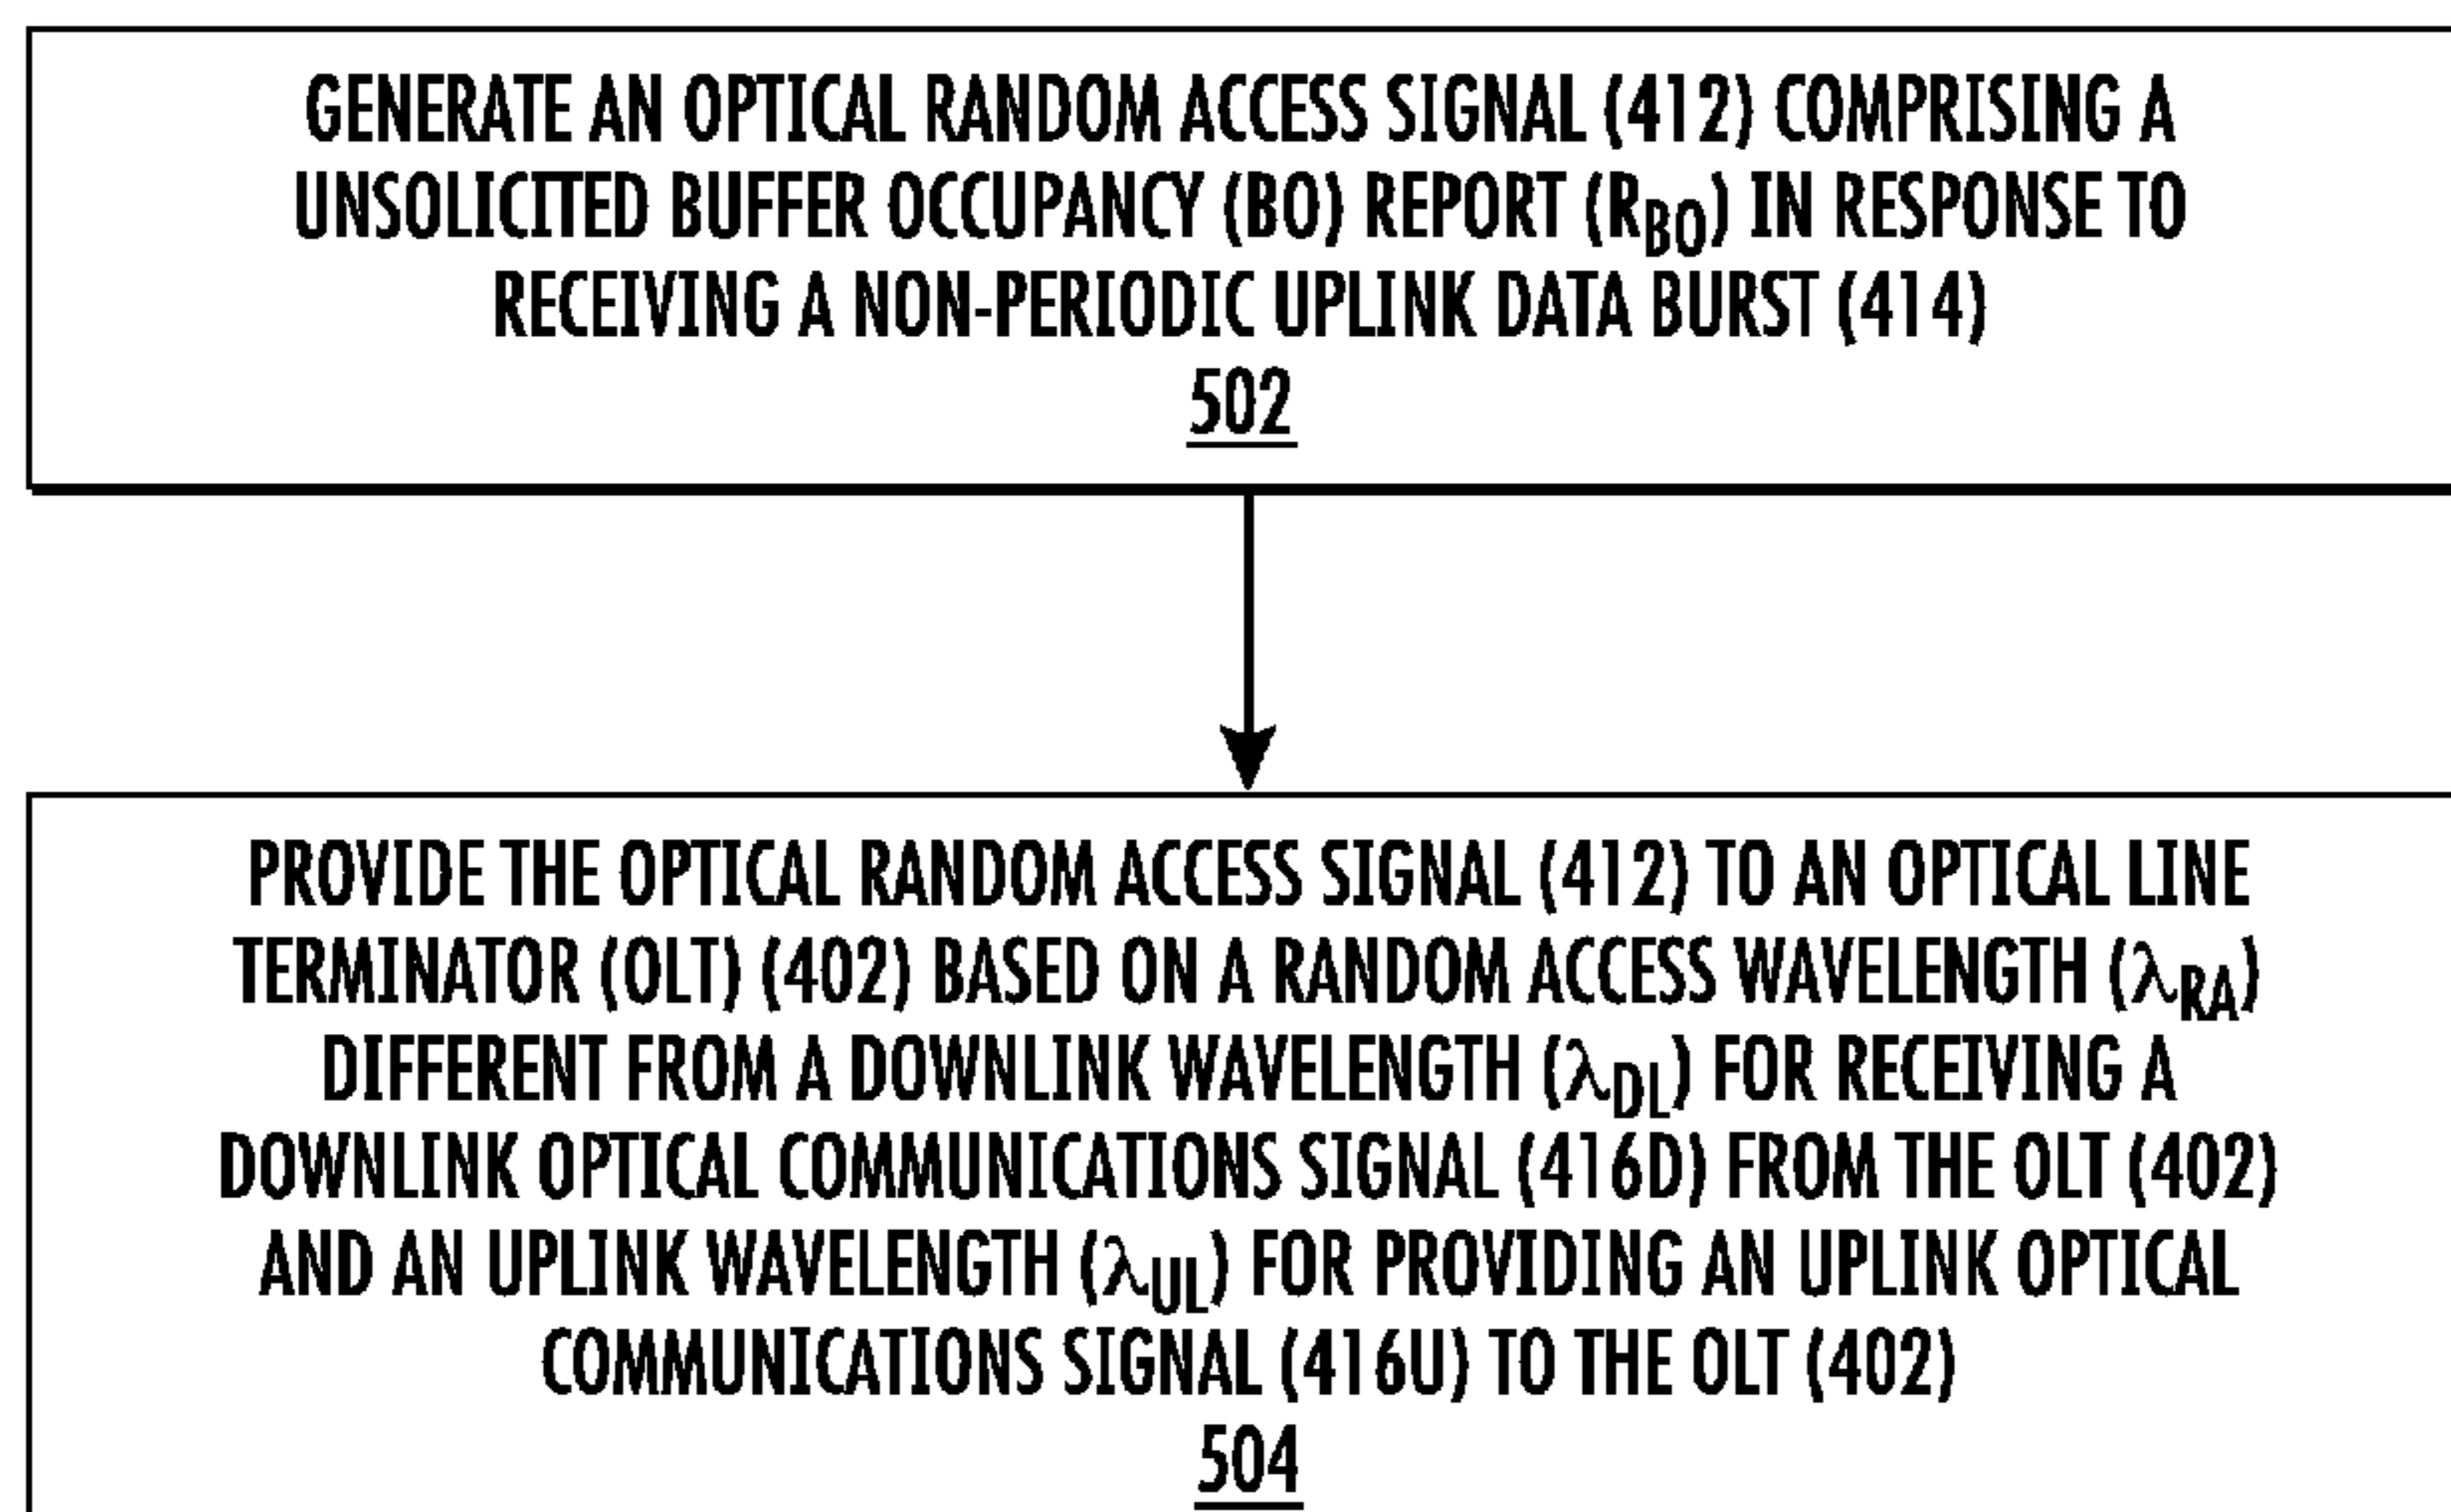 GENERATE AN OPTICAL RANDOM ACCESS SIGNAL (412) COMPRISING A
UNSOLICITED BUFFER OCCUPANCY (BO) REPORT (RBO) IN RESPONSE TO
RECEIVING A NON-PERIODIC UPLINK DATA BURST (414)
502
PROVIDE THE OPTICAL RANDOM ACCESS SIGNAL (412) TO AN OPTICAL LINE
TERMINATOR (OLT) (402) BASED ON A RANDOM ACCESS WAVELENGTH (λRA)
DIFFERENT FROM A DOWNLINK WAVELENGTH (λDL) FOR RECEIVING A
DOWNLINK OPTICAL COMMUNICATIONS SIGNAL (416D) FROM THE OLT (402)
AND AN UPLINK WAVELENGTH (λUL) FOR PROVIDING AN UPLINK OPTICAL
COMMUNICATIONS SIGNAL (416U) TO THE OLT (402)
504